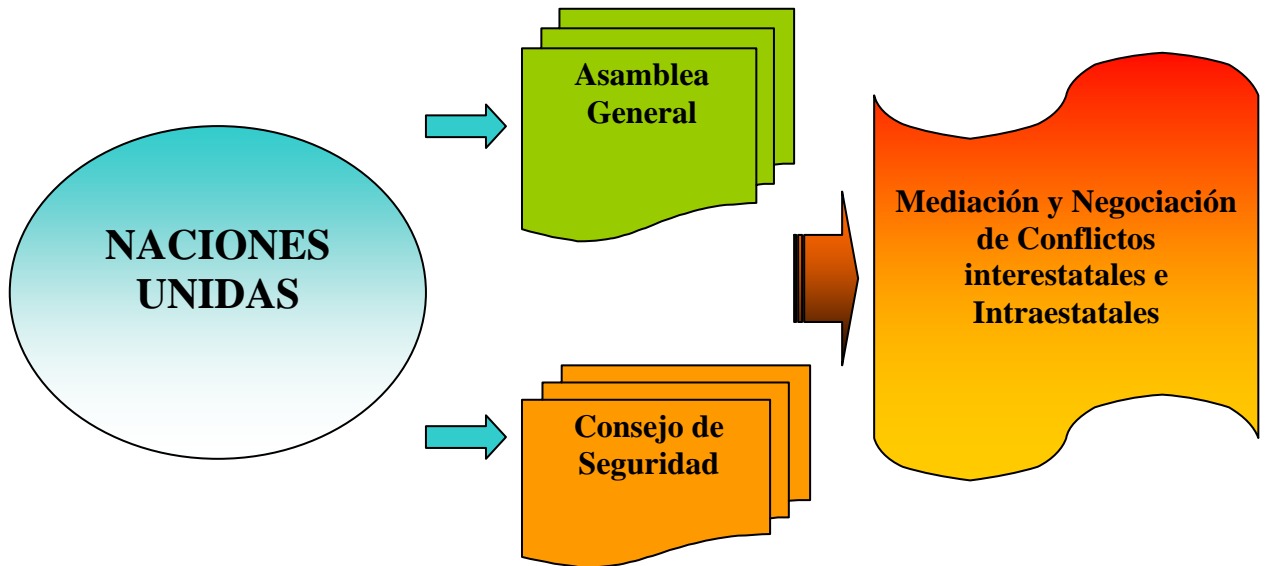 NACIONES
UNIDAS
Asamblea
General
Consejo de
Seguridad
Mediación y Negociación
de Conflictos
interestatales e
Intraestatales